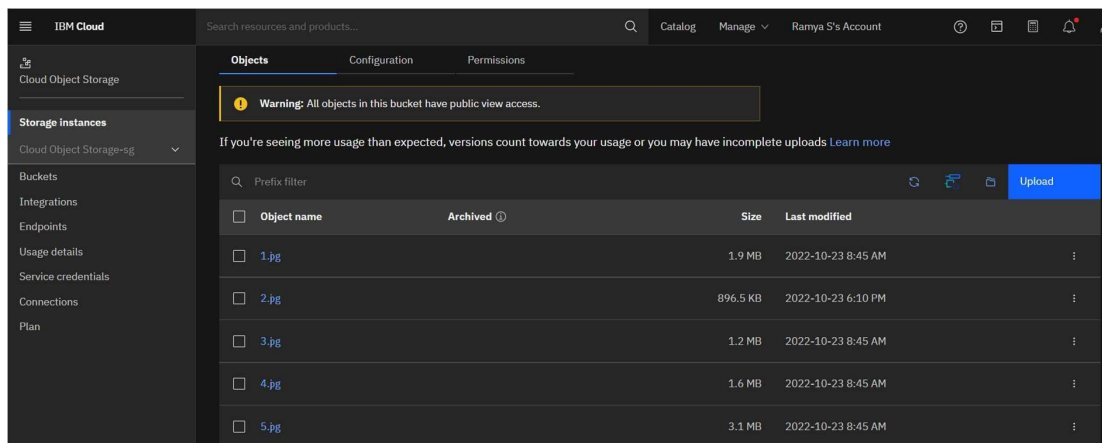 IBM Cloud
Search resources and products...
Catalog
Manage
Ramya S's Account
Cloud Object Storage
Storage instances
Cloud Object Storage-sg
Buckets
Integrations
Endpoints
Usage details
Service credentials
Connections
Plan
Objects
Configuration
Permissions
Warning: All objects in this bucket have public view access.
If you're seeing more usage than expected, versions count towards your usage or you may have incomplete uploads Learn more
Prefix filter
Upload
Object name Archived Size Last modified
1.jpg 1.9 MB 2022-10-23 8:45 AM
2.jpg 896.5 KB 2022-10-23 6:10 PM
3.jpg 1.2 MB 2022-10-23 8:45 AM
4.jpg 1.6 MB 2022-10-23 8:45 AM
5.jpg 3.1 MB 2022-10-23 8:45 AM